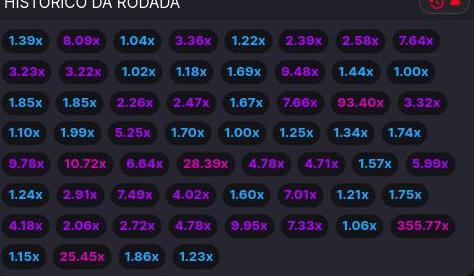 HISTÓRICO DA RODADA
1.39x 8.09x 1.04x 3.36x 1.22x 2.39x 2.58x 7.64x
3.23x 3.22x 1.02x 1.18x 1.69x 9.48x 1.44x 1.00x
1.85x 1.85x 2.26x 2.47x 1.67x 7.66x 93.40x 3.32x
1.10x 1.99x 5.25x 1.70x 1.00x 1.25x 1.34x 1.74x
9.78x 10.72x 6.64x 28.39x 4.78x 4.71x 1.57x 5.99x
1.24x 2.91x 7.49x 4.02x 1.60x 7.01x 1.21x 1.75x
4.18x 2.06x 2.72x 4.78x 9.95x 7.33x 1.06x 355.77x
1.15x 25.45x 1.86x 1.23x